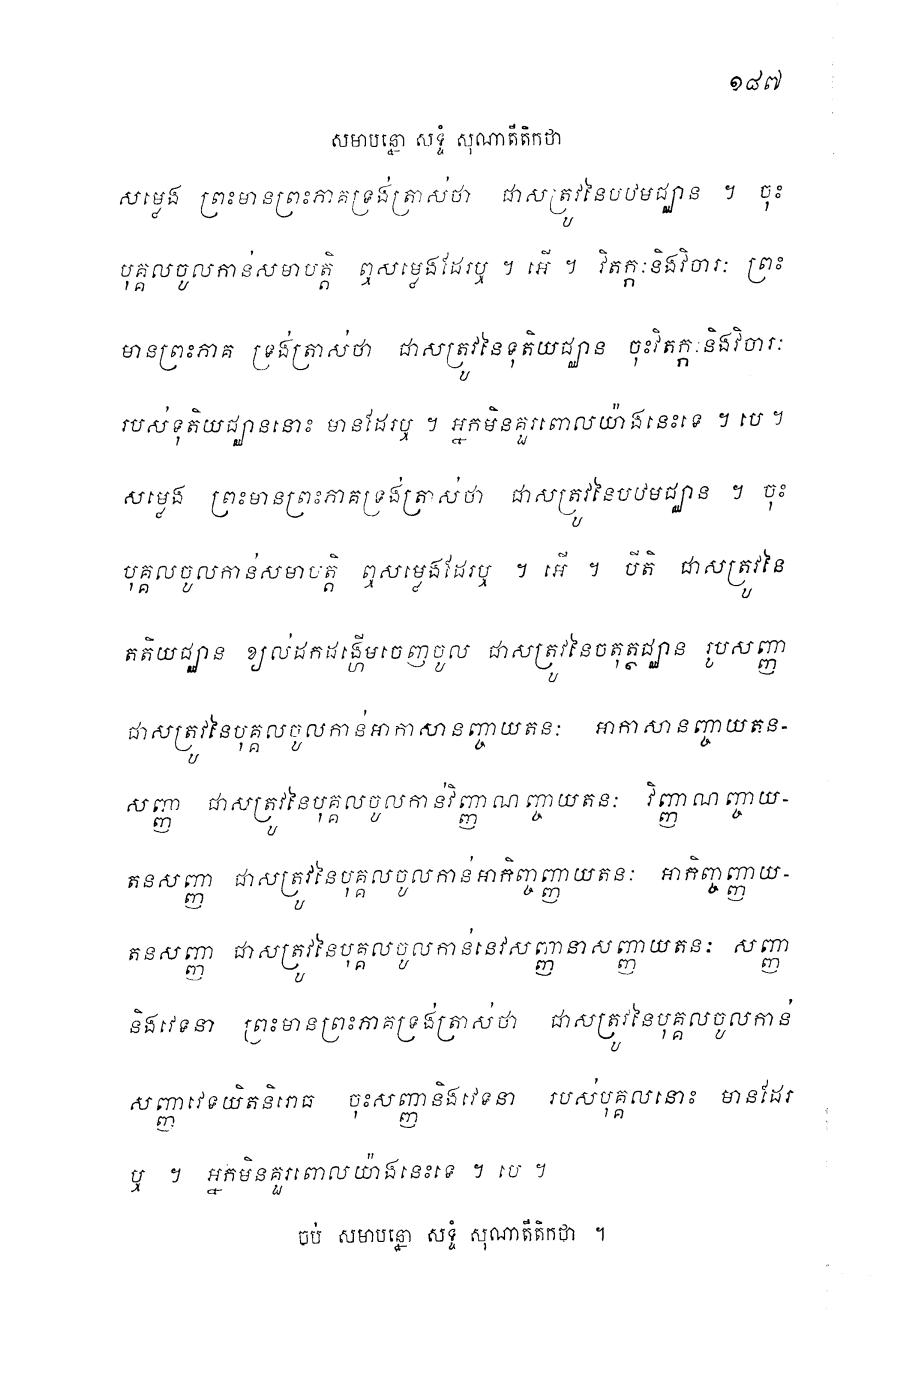 ១៨៧
សមាបន្នោ សទ្ទំ សុណាតីតិកថា
សម្លេង ព្រះមានព្រះភាគទ្រង់ត្រាស់ថា ជាសត្រូវនៃបឋមជ្ឈាន ។ ចុះ
បុគ្គលចូលកាន់សមាបត្តិ ឮសម្លេងដែរឬ ។ អើ ។ វិតក្កៈនិងវិចារៈ ព្រះ
មានព្រះភាគ ទ្រង់ត្រាស់ថា ជាសត្រូវនៃទុតិយជ្ឈាន ចុះវិតក្កៈនិងវិចារៈ
របស់ទុតិយជ្ឈាននោះ មានដែរឬ ។ អ្នកមិនគួរពោលយ៉ាងនេះទេ ។ បេ ។
សម្លេង ព្រះមានព្រះភាគទ្រង់ត្រាស់ថា ជាសត្រូវនៃបឋមជ្ឈាន ។ ចុះ
បុគ្គលចូលកាន់សមាបត្តិ ឮសម្លេងដែរឬ ។ អើ ។ បីតិ ជាសត្រូវនៃ
តតិយជ្ឈាន ខ្យល់ដកដង្ហើមចេញចូល ជាសត្រូវនៃចតុត្ថជ្ឈាន រូបសញ្ញា
ជាសត្រូវនៃបុគ្គលចូលកាន់អាកាសានញ្ចាយតនៈ អាកាសានញ្ចាយតន-
សញ្ញា ជាសត្រូវនៃបុគ្គលចូលកាន់វិញ្ញាណញ្ចាយតនៈ វិញ្ញាណញ្ចាយ-
តនសញ្ញា ជាសត្រូវនៃបុគ្គលចូលកាន់អាកិញ្ចញ្ញាយតនៈ អាកិញ្ចញ្ញាយ-
តនសញ្ញា ជាសត្រូវនៃបុគ្គលចូលកាន់នេវសញ្ញានាសញ្ញាយតនៈ សញ្ញា
និងវេទនា ព្រះមានព្រះភាគទ្រង់ត្រាស់ថា ជាសត្រូវនៃបុគ្គលចូលកាន់
សញ្ញាវេទយិតនិរោធ ចុះសញ្ញានិងវេទនា របស់បុគ្គលនោះ មានដែរ
ឬ ។ អ្នកមិនគួរពោលយ៉ាងនេះទេ ។ បេ ។
ចប់ សមាបន្នោ សទ្ទំ សុណាតីតិកថា ។